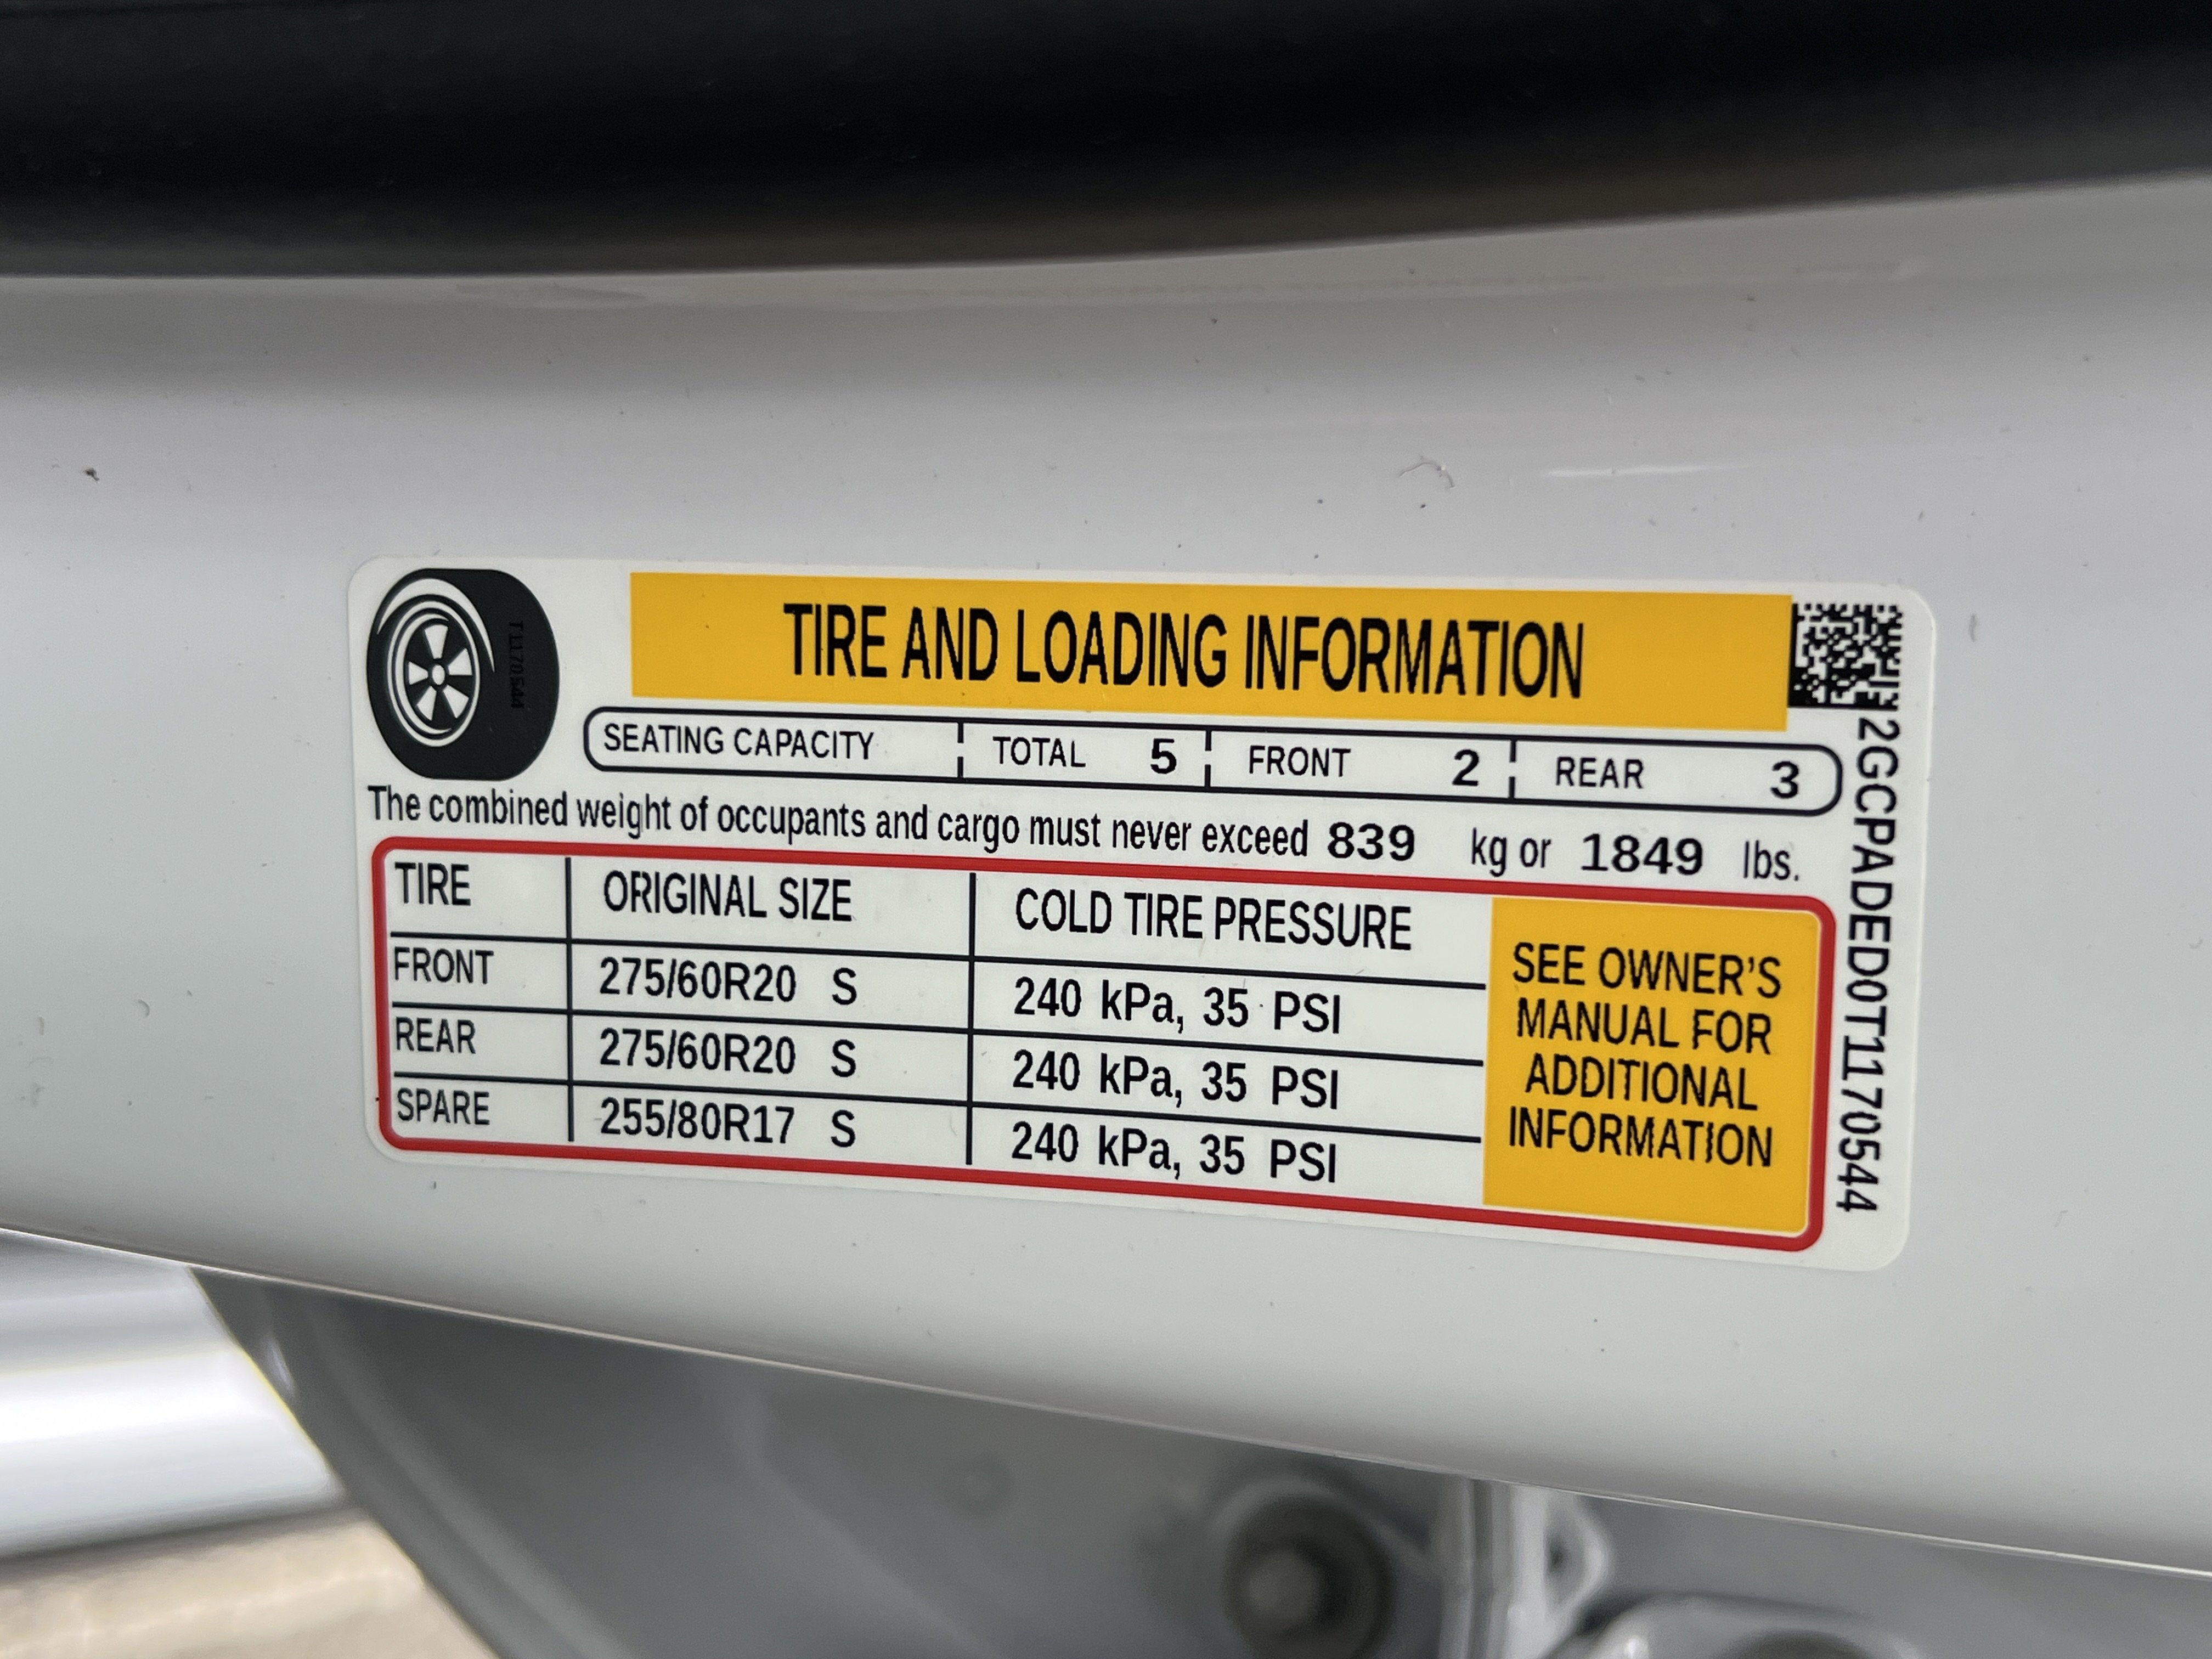 T1170544
TIRE AND LOADING INFORMATION
SEATING CAPACITY TOTAL 5 FRONT 2 REAR 3
The combined weight of occupants and cargo must never exceed 839 kg or 1849 lbs.
TIRE ORIGINAL SIZE COLD TIRE PRESSURE
FRONT 275/60R20 S 240 kPa, 35 PSI
REAR 275/60R20 S 240 kPa, 35 PSI
SPARE 255/80R17 S 240 kPa, 35 PSI
SEE OWNER'S
MANUAL FOR
ADDITIONAL
INFORMATION
2GCPADED0T1170544